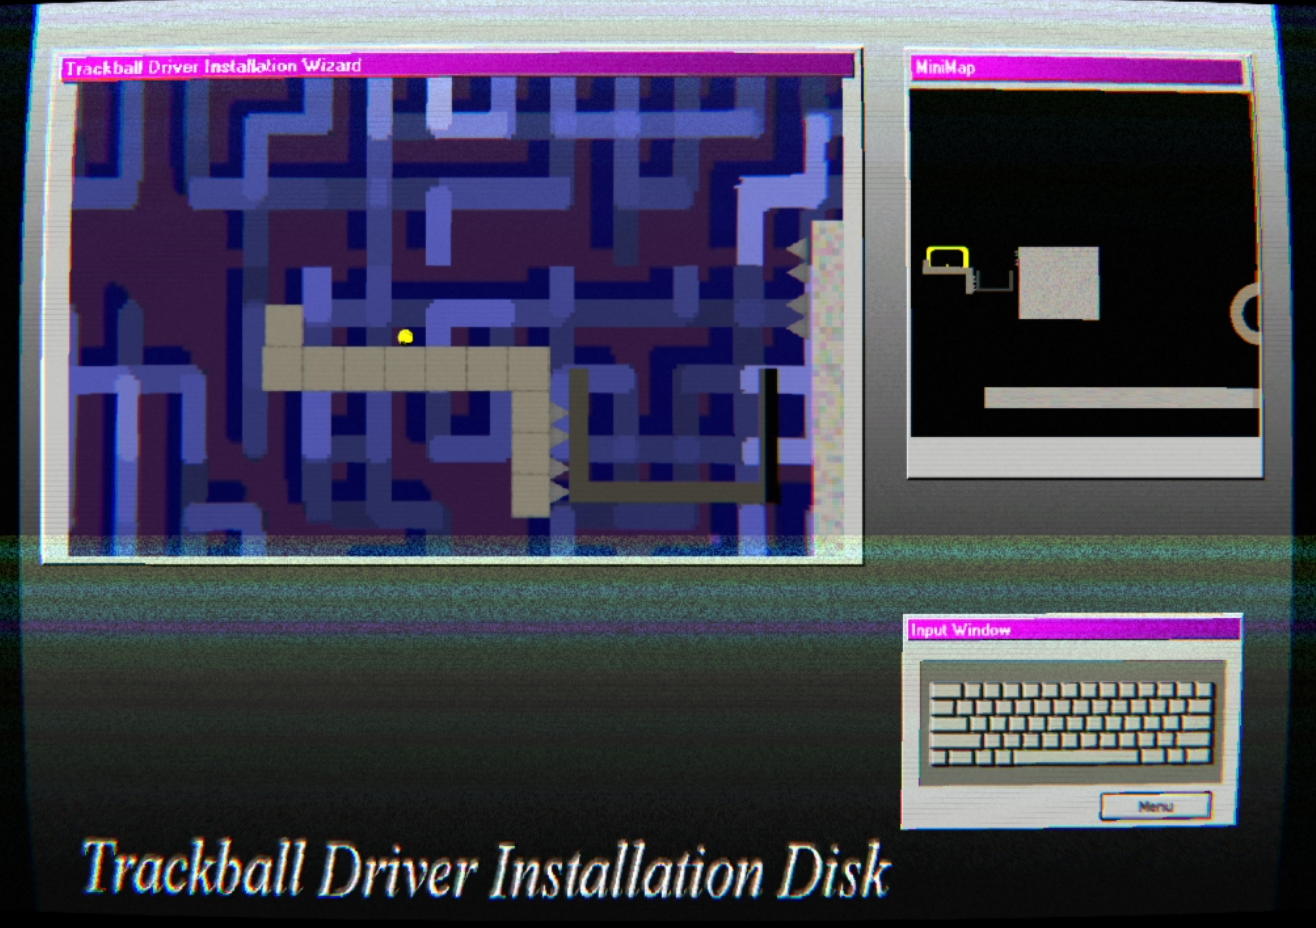 Trackball Driver Installation Wizard
MiniMap
Input Window
Menu
Trackball Driver Installation Disk